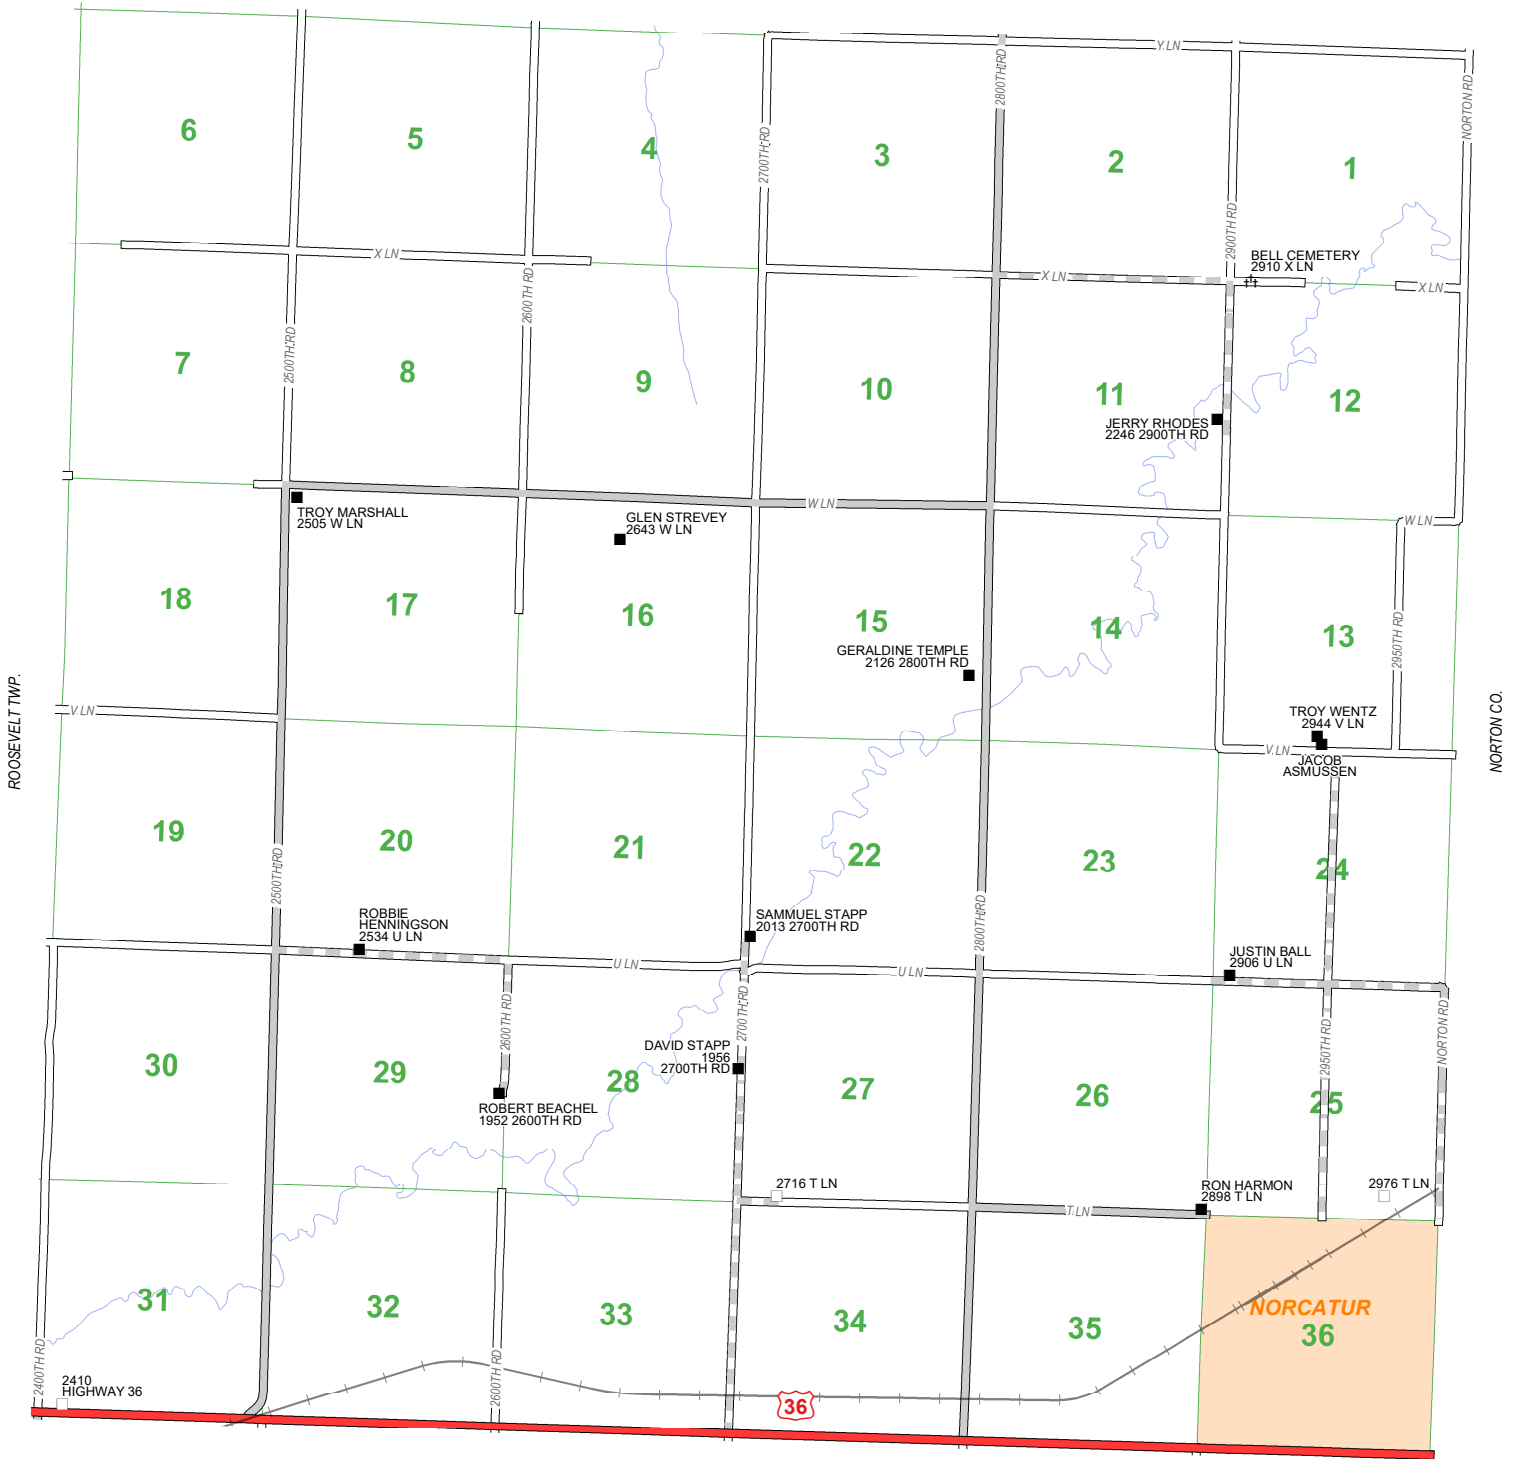 Y LN
2800TH RD
NORTON RD
2700TH RD
6
5
4
3
2
1
2900TH RD
X LN
BELL CEMETERY
2910 X LN
X LN
X LN
2600TH RD
2500TH RD
7
8
9
10
11
12
JERRY RHODES
2246 2900TH RD
TROY MARSHALL
2505 W LN
GLEN STREVEY
2643 W LN
W LN
W LN
18
17
16
15
14
13
2950TH RD
GERALDINE TEMPLE
2126 2800TH RD
ROOSEVELT TWP.
NORTON CO.
V LN
TROY WENTZ
2944 V LN
V LN
JACOB
ASMUSSEN
19
20
21
22
23
24
2500TH RD
2800TH RD
ROBBIE
HENNINGSON
2534 U LN
SAMMUEL STAPP
2013 2700TH RD
JUSTIN BALL
2906 U LN
U LN
U LN
2600TH RD
2700TH RD
2950TH RD
NORTON RD
DAVID STAPP
1956
2700TH RD
30
29
28
27
26
25
ROBERT BEACHEL
1952 2600TH RD
2716 T LN
RON HARMON
2898 T LN
2976 T LN
T LN
31
32
33
34
35
NORCATUR
36
2400TH RD
2600TH RD
2410
HIGHWAY 36
36